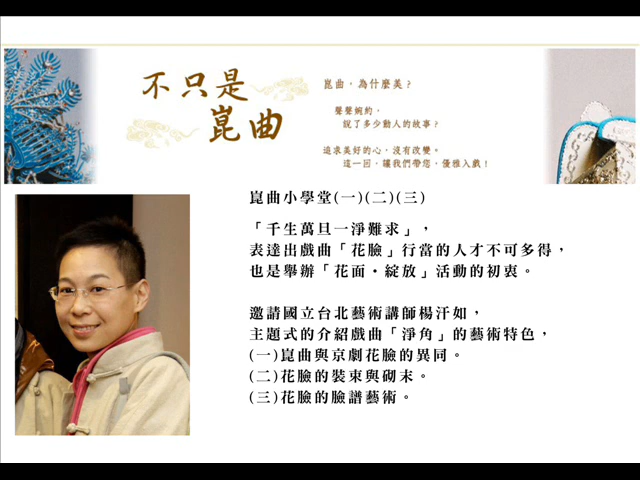 不只是
崑曲
崑曲，為什麼美？
聲聲婉約，
說了多少動人的故事？
追求美好的心，沒有改變。
這一回，讓我們帶您，優雅入戲！
崑曲小學堂(一)(二)(三)
「千生萬旦一淨難求」，
表達出戲曲「花臉」行當的人才不可多得，
也是舉辦「花面‧綻放」活動的初衷。
邀請國立台北藝術講師楊汗如，
主題式的介紹戲曲「淨角」的藝術特色，
(一)崑曲與京劇花臉的異同。
(二)花臉的裝束與砌末。
(三)花臉的臉譜藝術。